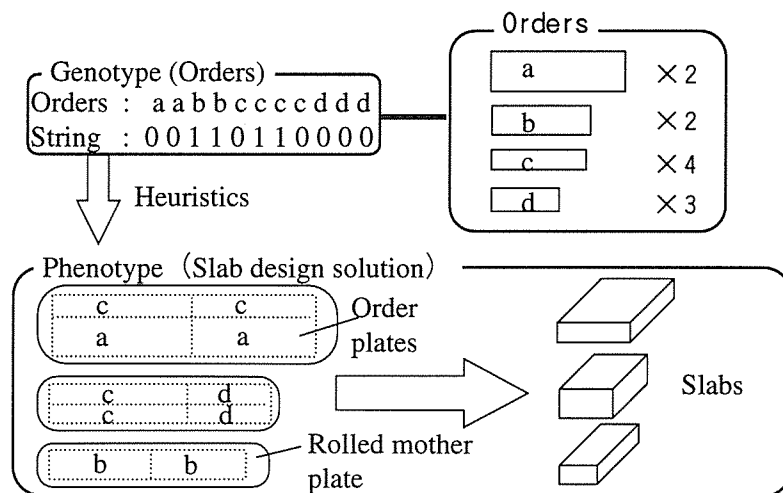 Orders
a ×2
b ×2
c ×4
d ×3
Genotype (Orders)
Orders : a a b b c c c c d d d
String : 0 0 1 1 0 1 1 0 0 0 0
Heuristics
Phenotype (Slab design solution)
c c
a a
Order
plates
c d
c d
b b
Rolled mother
plate
Slabs